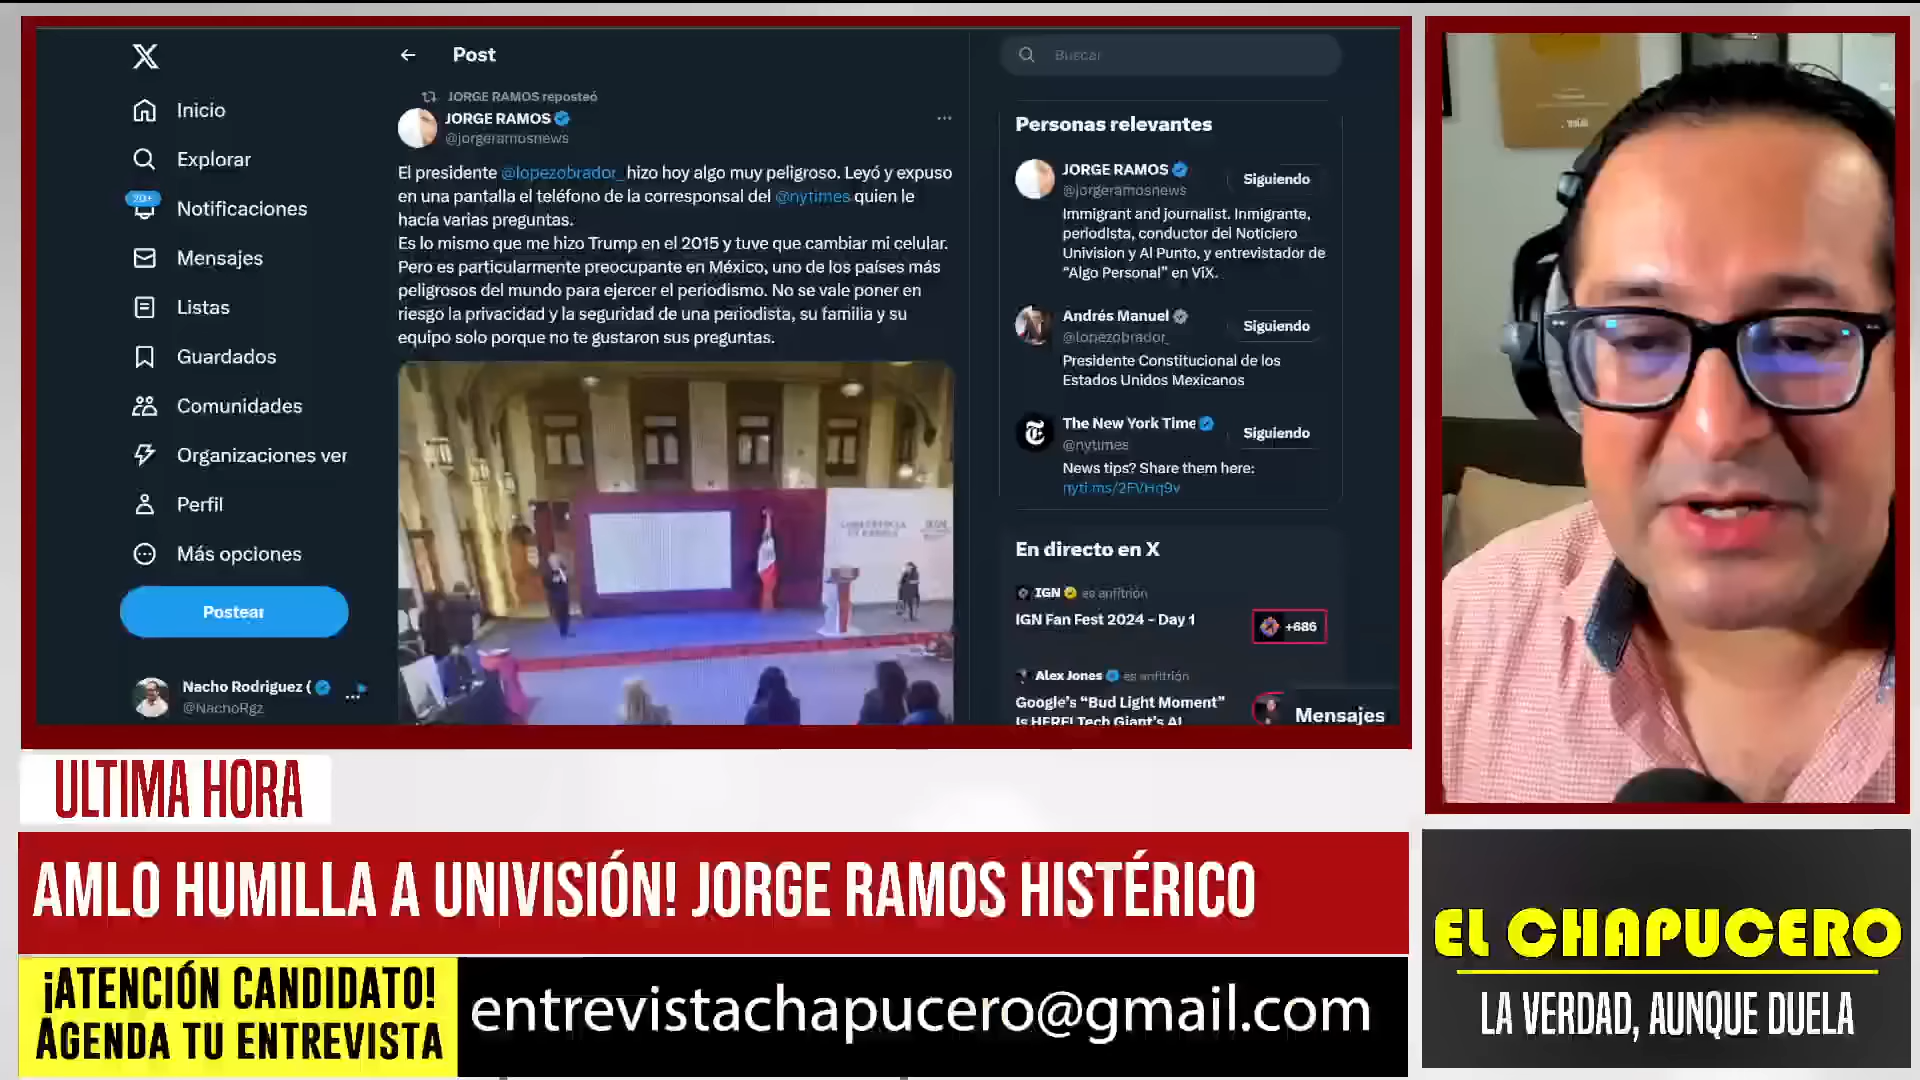 Inicio
Explorar
20+
Notificaciones
Mensajes
Listas
Guardados
Comunidades
Organizaciones ver
Perfil
Más opciones
Postear
Nacho Rodriguez (
@NachoRgz
Post
JORGE RAMOS reposteó
JORGE RAMOS
@jorgeramosnews
El presidente @lopezobrador_ hizo hoy algo muy peligroso. Leyó y expuso
en una pantalla el teléfono de la corresponsal del @nytimes quien le
hacía varias preguntas.
Es lo mismo que me hizo Trump en el 2015 y tuve que cambiar mi celular.
Pero es particularmente preocupante en México, uno de los países más
peligrosos del mundo para ejercer el periodismo. No se vale poner en
riesgo la privacidad y la seguridad de una periodista, su familia y su
equipo solo porque no te gustaron sus preguntas.
Buscar
Personas relevantes
JORGE RAMOS
@jorgeramosnews
Siguiendo
Immigrant and journalist. Inmigrante,
periodista, conductor del Noticiero
Univision y Al Punto, y entrevistador de
"Algo Personal" en ViX.
Andrés Manuel
@lopezobrador_
Siguiendo
Presidente Constitucional de los
Estados Unidos Mexicanos
The New York Time
@nytimes
Siguiendo
News tips? Share them here:
nyti.ms/2FVHq9v
En directo en X
IGN es anfitrión
IGN Fan Fest 2024 - Day 1
+686
Alex Jones es anfitrión
Google's "Bud Light Moment"
Is HERE! Tech Giant's AI
Mensajes
ULTIMA HORA
AMLO HUMILLA A UNIVISIÓN! JORGE RAMOS HISTÉRICO
¡ATENCIÓN CANDIDATO!
AGENDA TU ENTREVISTA
entrevistachapucero@gmail.com
EL CHAPUCERO
LA VERDAD, AUNQUE DUELA